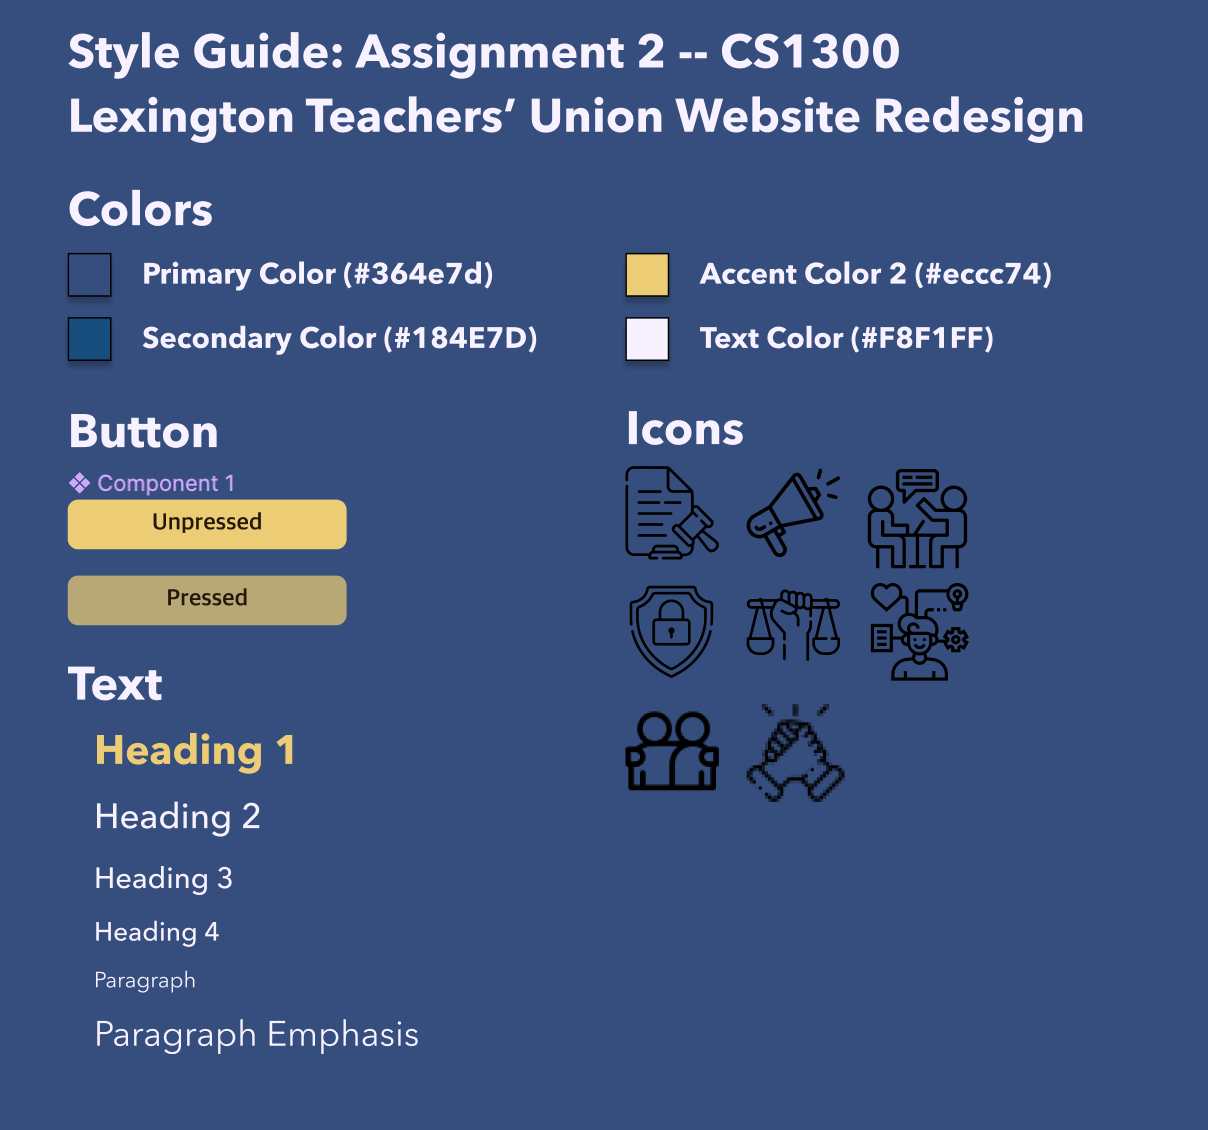 Style Guide: Assignment 2 -- CS1300
Lexington Teachers’ Union Website Redesign
Colors
Primary Color (#364e7d)
Accent Color 2 (#eccc74)
Secondary Color (#184E7D)
Text Color (#F8F1FF)
Button
Component 1
Unpressed
Pressed
Icons
Text
Heading 1
Heading 2
Heading 3
Heading 4
Paragraph
Paragraph Emphasis